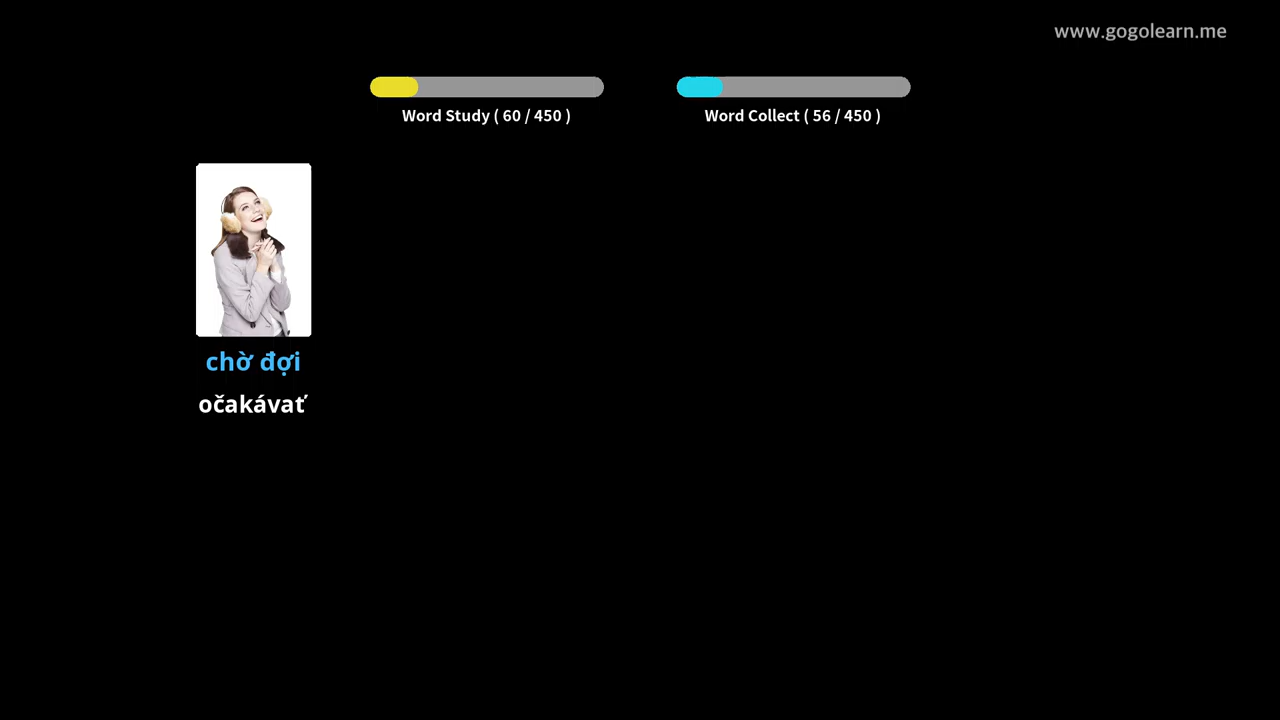 www.gogolearn.me
Word Study ( 60 / 450 )
Word Collect ( 56 / 450 )
chờ đợi
očakávať